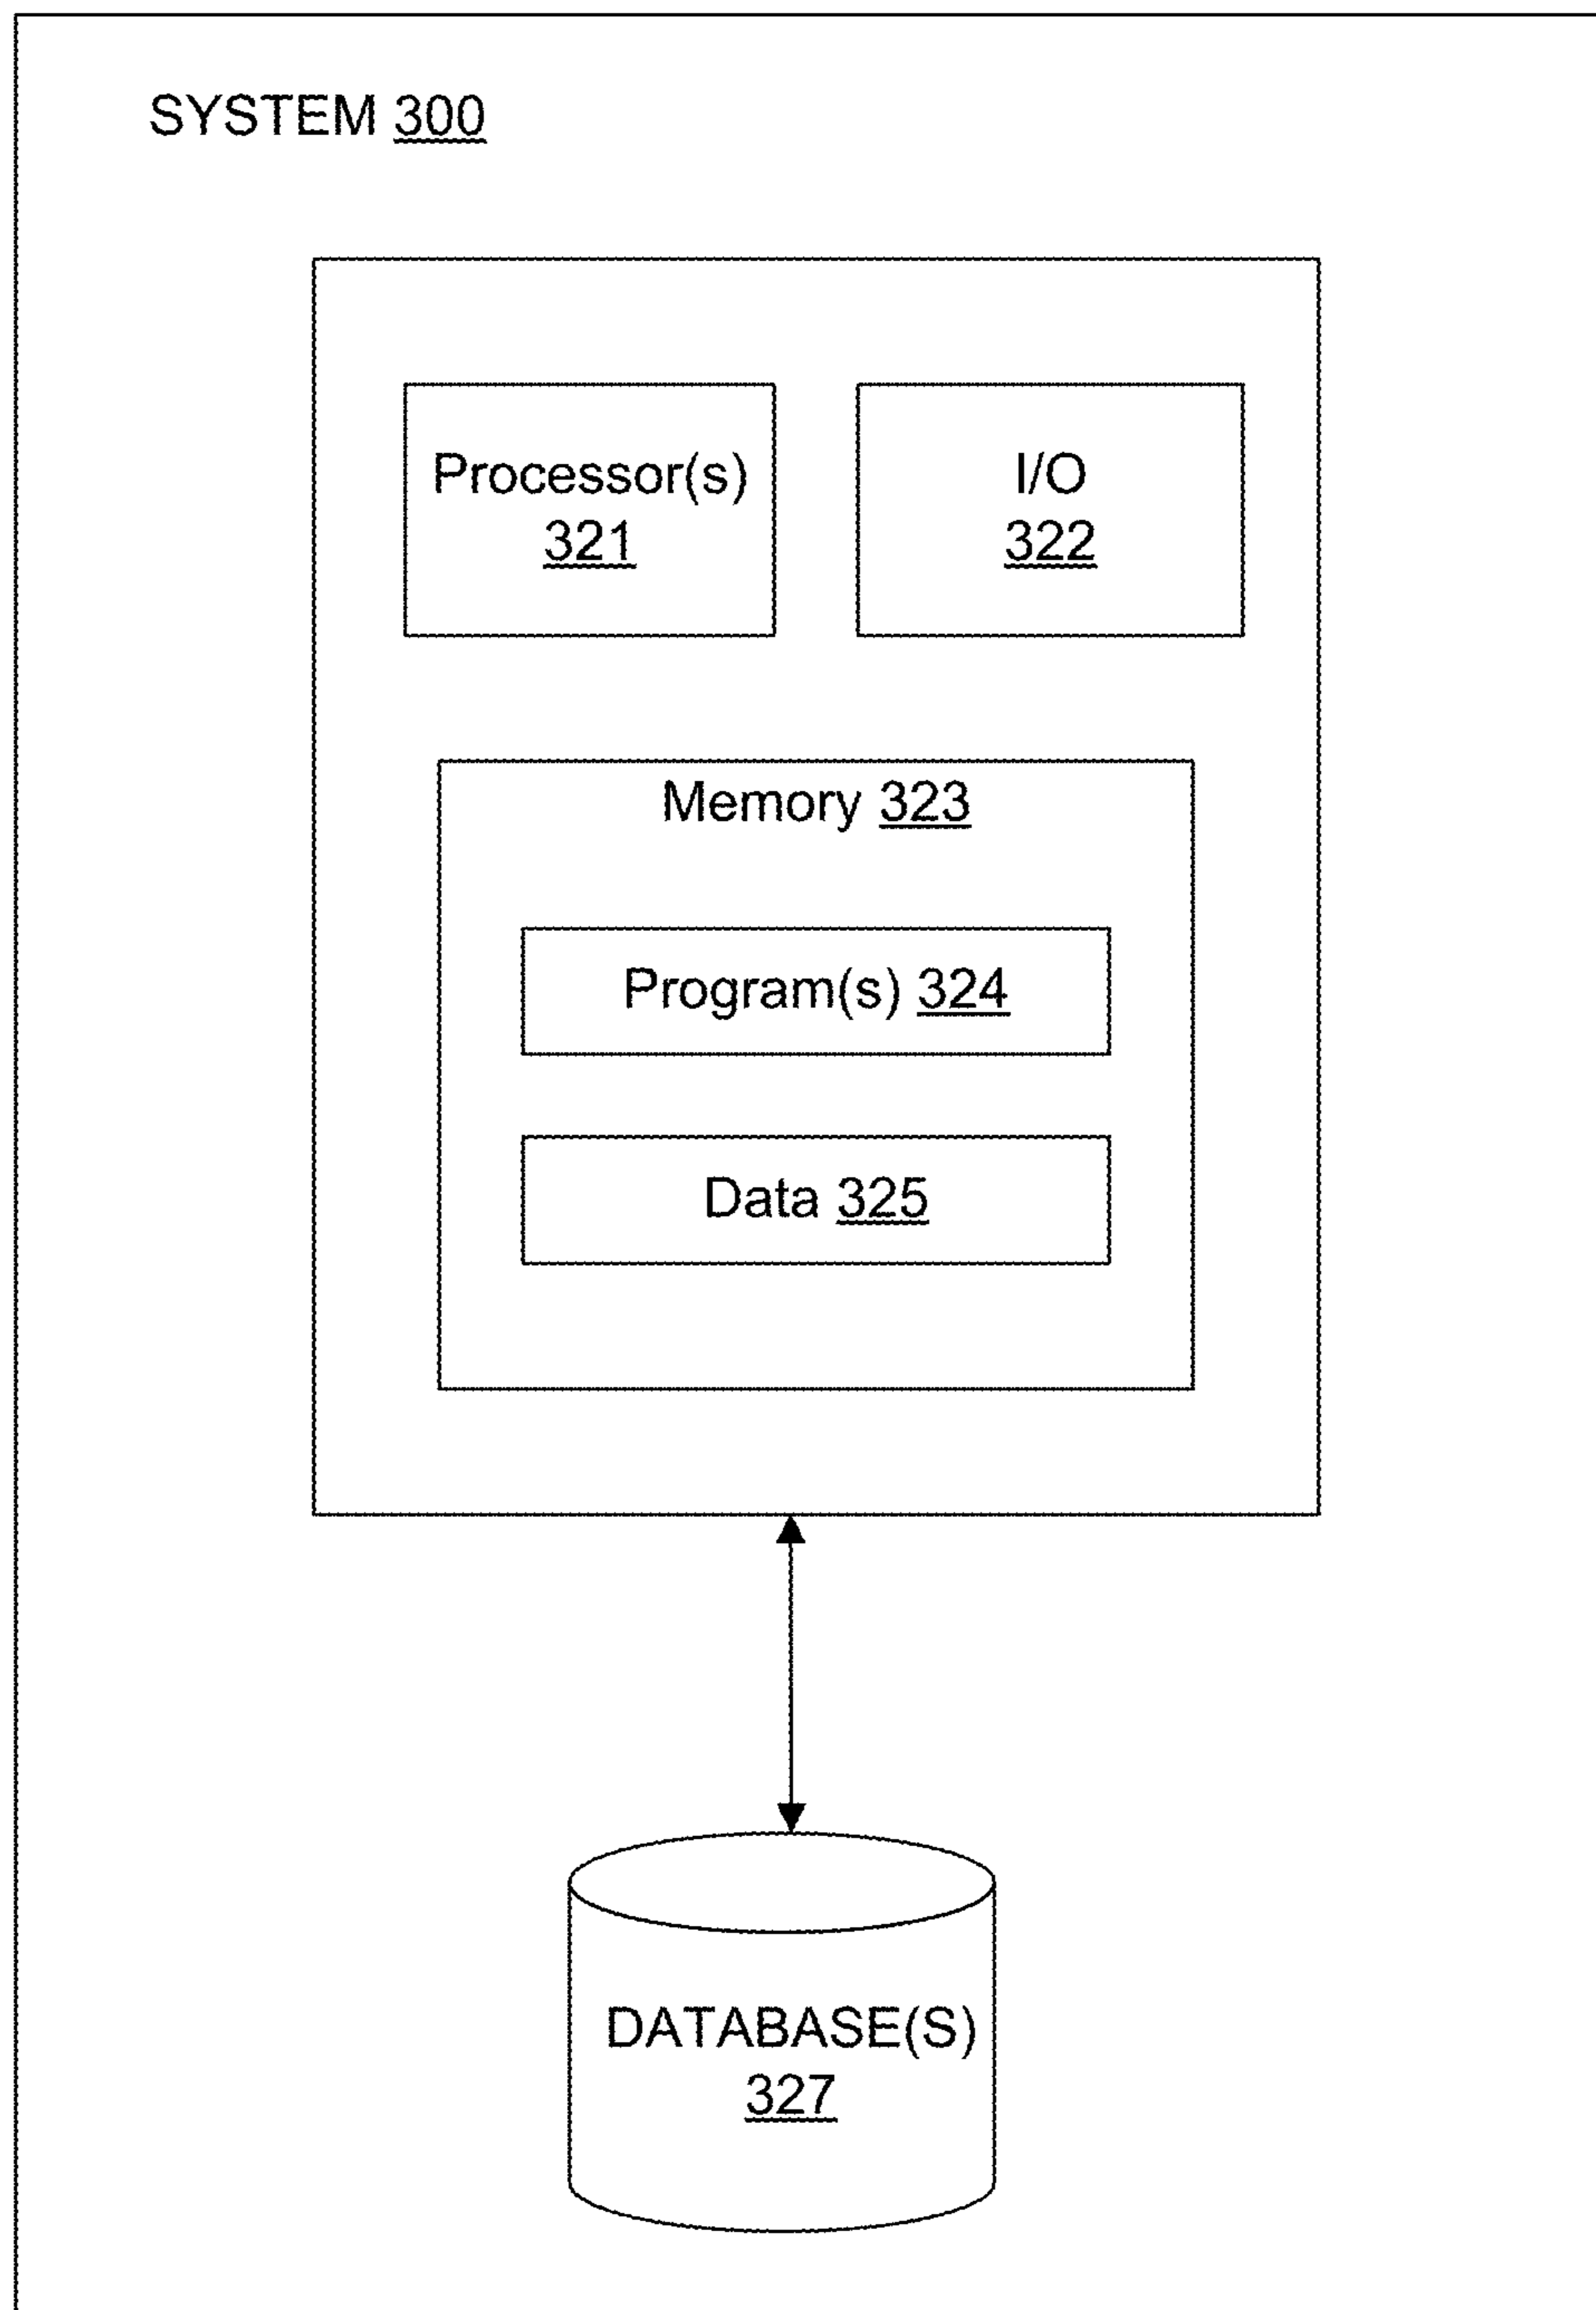 SYSTEM 300
Processor(s)
321
I/O
322
Memory 323
Program(s) 324
Data 325
DATABASE(S)
327